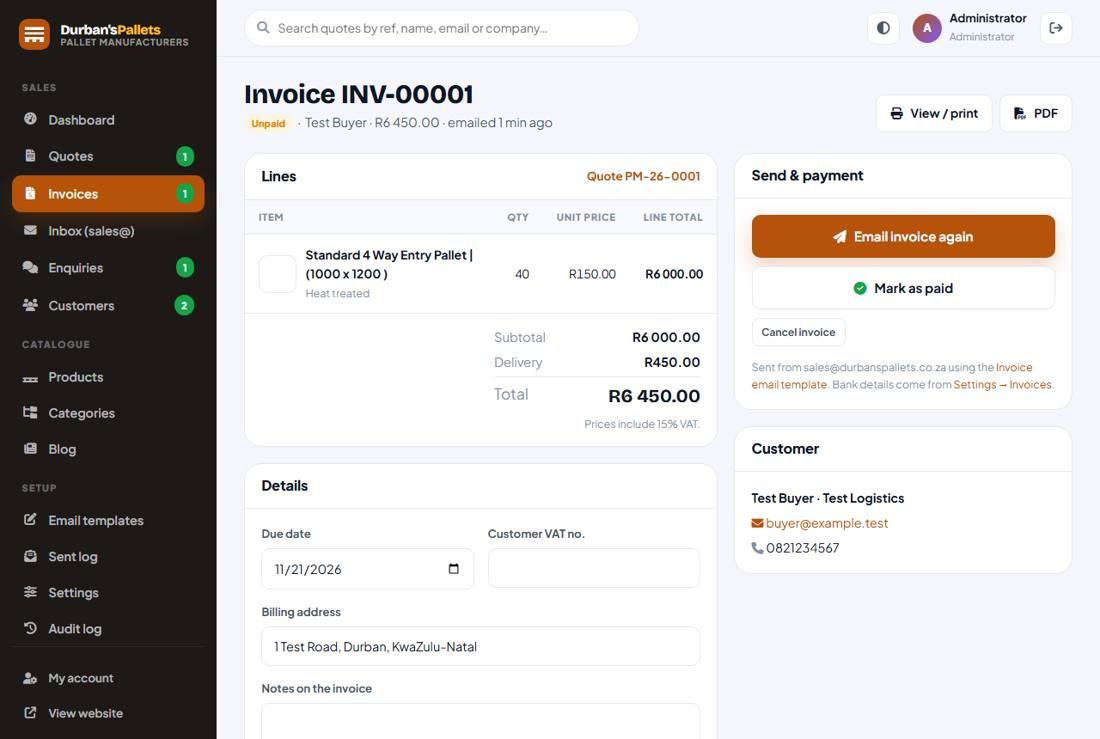 Durban'sPallets
PALLET MANUFACTURERS
SALES
Dashboard
Quotes 1
Invoices 1
Inbox (sales@)
Enquiries 1
Customers 2
CATALOGUE
Products
Categories
Blog
SETUP
Email templates
Sent log
Settings
Audit log
My account
View website
Search quotes by ref, name, email or company...
A
Administrator
Administrator
Invoice INV-00001
Unpaid · Test Buyer · R6 450.00 · emailed 1 min ago
View / print
PDF
Lines
Quote PM-26-0001
ITEM QTY UNIT PRICE LINE TOTAL
Standard 4 Way Entry Pallet |
(1000 x 1200 ) 40 R150.00 R6 000.00
Heat treated
Subtotal R6 000.00
Delivery R450.00
Total R6 450.00
Prices include 15% VAT.
Details
Due date
Customer VAT no.
11/21/2026
Billing address
1 Test Road, Durban, KwaZulu-Natal
Notes on the invoice
Send & payment
Email invoice again
Mark as paid
Cancel invoice
Sent from sales@durbanspallets.co.za using the Invoice
email template. Bank details come from Settings → Invoices.
Customer
Test Buyer · Test Logistics
buyer@example.test
0821234567